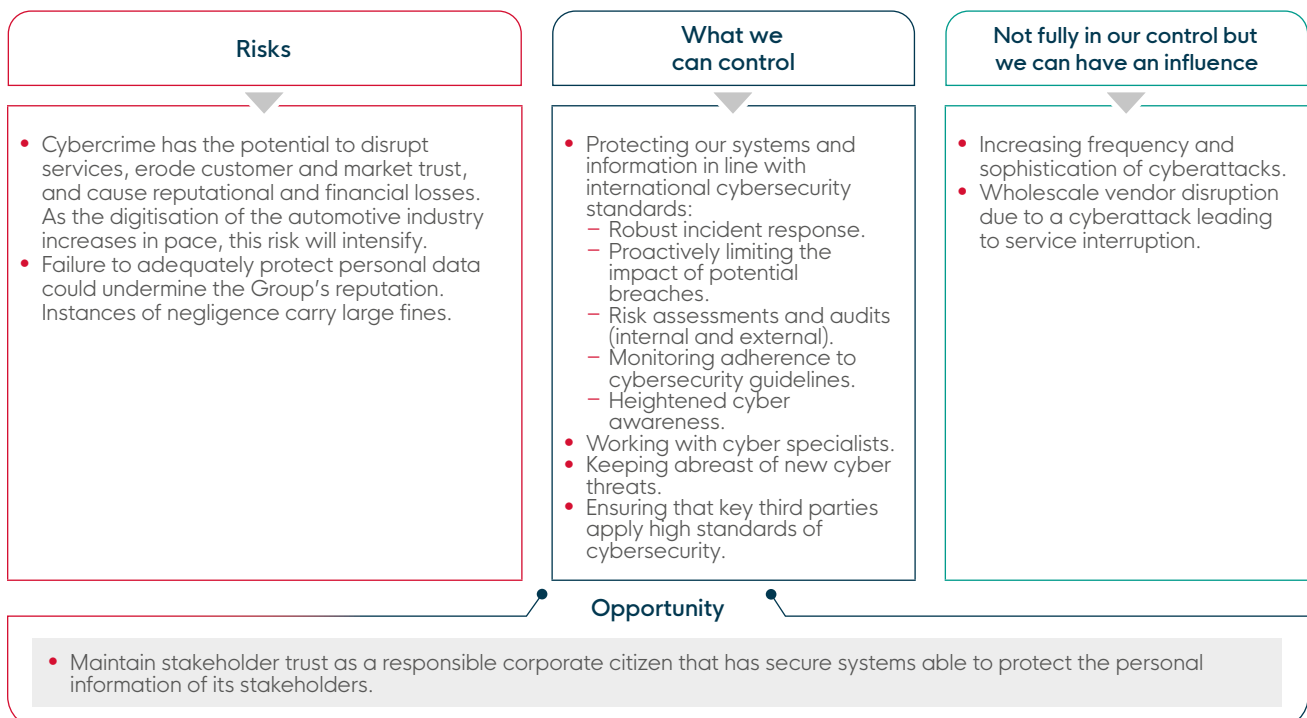 Risks
• Cybercrime has the potential to disrupt
services, erode customer and market trust,
and cause reputational and financial losses.
As the digitisation of the automotive industry
increases in pace, this risk will intensify.
• Failure to adequately protect personal data
could undermine the Group's reputation.
Instances of negligence carry large fines.
What we
can control
• Protecting our systems and
information in line with
international cybersecurity
standards:
– Robust incident response.
– Proactively limiting the
impact of potential
breaches.
– Risk assessments and audits
(internal and external).
– Monitoring adherence to
cybersecurity guidelines.
– Heightened cyber
awareness.
• Working with cyber specialists.
• Keeping abreast of new cyber
threats.
• Ensuring that key third parties
apply high standards of
cybersecurity.
Not fully in our control but
we can have an influence
• Increasing frequency and
sophistication of cyberattacks.
• Wholescale vendor disruption
due to a cyberattack leading
to service interruption.
Opportunity
• Maintain stakeholder trust as a responsible corporate citizen that has secure systems able to protect the personal
information of its stakeholders.